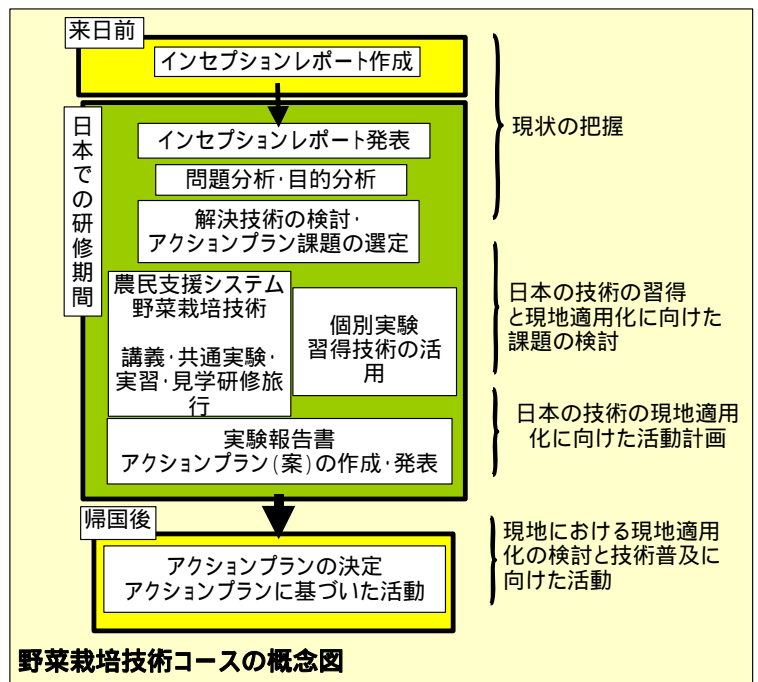 来日前
インセプションレポート作成
日本での研修期間
インセプションレポート発表
問題分析・目的分析
解決技術の検討・
アクションプラン課題の選定
現状の把握
農民支援システム
野菜栽培技術
講義・共通実験・
実習・見学研修旅
行
個別実験
習得技術の活
用
日本の技術の習得
と現地適用化に向けた
課題の検討
実験報告書
アクションプラン(案)の作成・発表
日本の技術の現地適用
化に向けた活動計画
帰国後
アクションプランの決定
アクションプランに基づいた活動
現地における現地適用
化の検討と技術普及に
向けた活動
野菜栽培技術コースの概念図